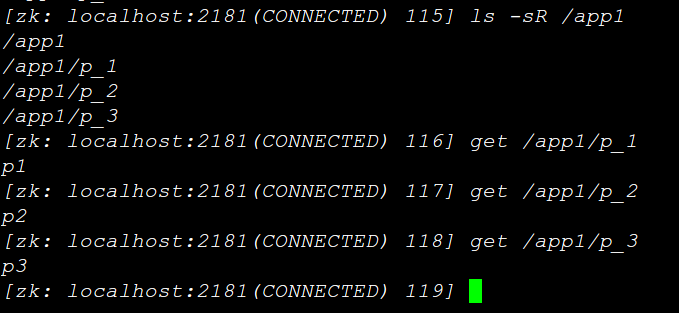 [zk: localhost:2181(CONNECTED) 115] ls -sR /app1
/app1
/app1/p_1
/app1/p_2
/app1/p_3
[zk: localhost:2181(CONNECTED) 116] get /app1/p_1
p1
[zk: localhost:2181(CONNECTED) 117] get /app1/p_2
p2
[zk: localhost:2181(CONNECTED) 118] get /app1/p_3
p3
[zk: localhost:2181(CONNECTED) 119]